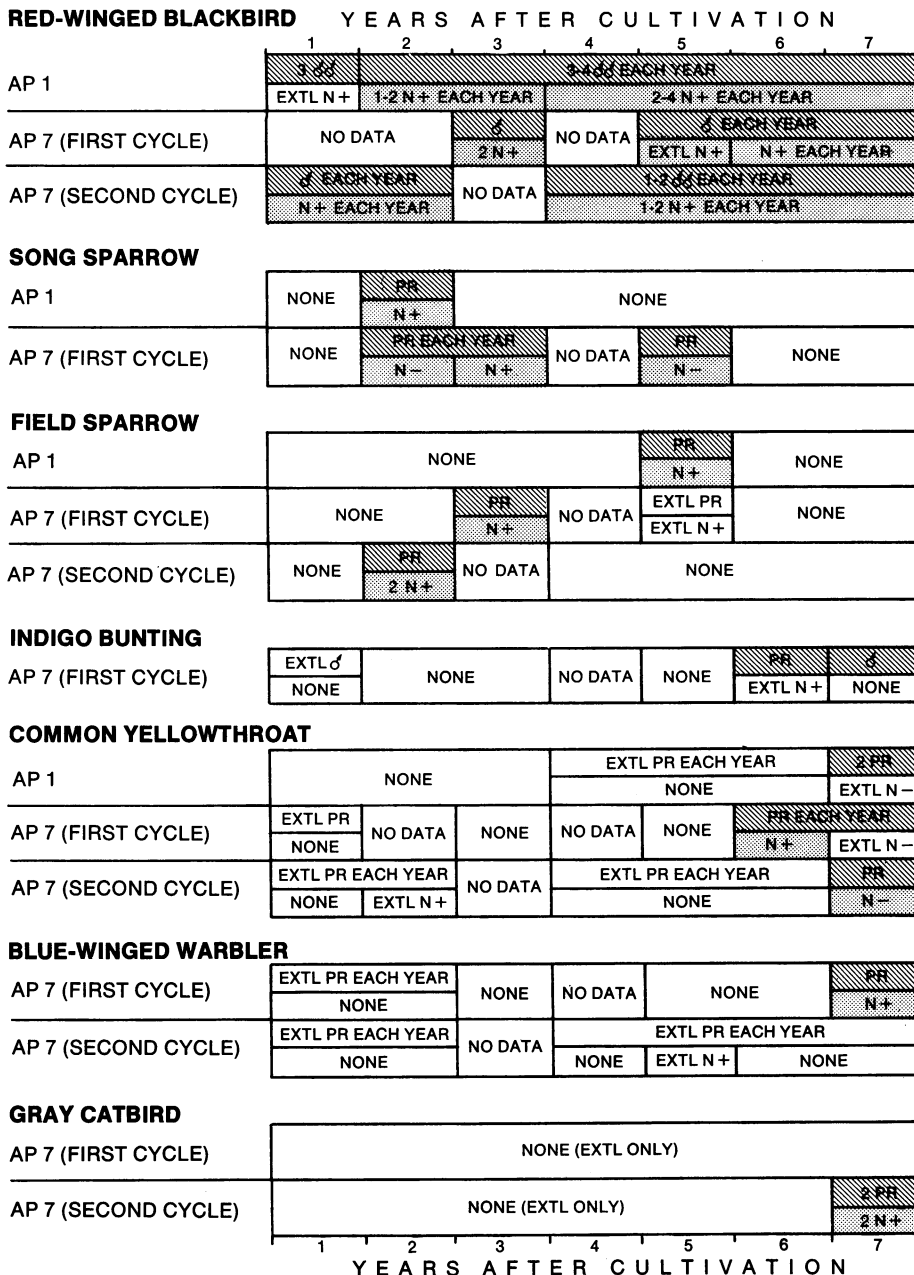 RED-WINGED BLACKBIRD YEARS AFTER CULTIVATION
1 2 3 4 5 6 7
AP 1
3 ♂♂ 3-4♂♂ EACH YEAR
EXTL N+ 1-2 N+ EACH YEAR 2-4 N+ EACH YEAR
AP 7 (FIRST CYCLE)
NO DATA ♂ NO DATA ♂ EACH YEAR
2 N+ EXTL N+ N+ EACH YEAR
AP 7 (SECOND CYCLE)
♂ EACH YEAR NO DATA 1-2 ♂♂ EACH YEAR
N+ EACH YEAR 1-2 N+ EACH YEAR
SONG SPARROW
AP 1
NONE PR NONE
N+
AP 7 (FIRST CYCLE)
NONE PR EACH YEAR NO DATA PR NONE
N− N+ N−
FIELD SPARROW
AP 1
NONE PR NONE
N+
AP 7 (FIRST CYCLE)
NONE PR NO DATA EXTL PR NONE
N+ EXTL N+
AP 7 (SECOND CYCLE)
NONE PR NO DATA NONE
2 N+
INDIGO BUNTING
AP 7 (FIRST CYCLE)
EXTL ♂ NONE NO DATA NONE PR ♂
NONE EXTL N+ NONE
COMMON YELLOWTHROAT
AP 1
NONE EXTL PR EACH YEAR 2 PR
NONE EXTL N−
AP 7 (FIRST CYCLE)
EXTL PR NO DATA NONE NO DATA NONE PR EACH YEAR
NONE N+ EXTL N−
AP 7 (SECOND CYCLE)
EXTL PR EACH YEAR NO DATA EXTL PR EACH YEAR PR
NONE EXTL N+ NONE N−
BLUE-WINGED WARBLER
AP 7 (FIRST CYCLE)
EXTL PR EACH YEAR NONE NO DATA NONE PR
NONE N+
AP 7 (SECOND CYCLE)
EXTL PR EACH YEAR NO DATA EXTL PR EACH YEAR
NONE NONE EXTL N+ NONE
GRAY CATBIRD
AP 7 (FIRST CYCLE)
NONE (EXTL ONLY)
AP 7 (SECOND CYCLE)
NONE (EXTL ONLY) 2 PR
2 N+
1 2 3 4 5 6 7
YEARS AFTER CULTIVATION